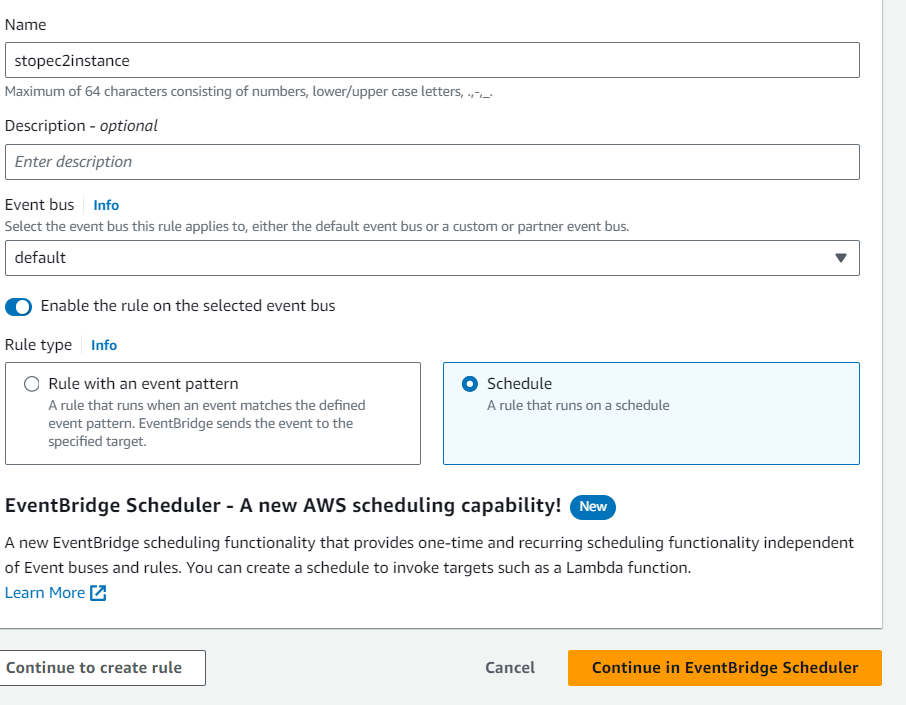 Name
stopec2instance
Maximum of 64 characters consisting of numbers, lower/upper case letters, .,-,_.
Description - optional
Enter description
Event bus Info
Select the event bus this rule applies to, either the default event bus or a custom or partner event bus.
default
Enable the rule on the selected event bus
Rule type Info
Rule with an event pattern
A rule that runs when an event matches the defined
event pattern. EventBridge sends the event to the
specified target.
Schedule
A rule that runs on a schedule
EventBridge Scheduler - A new AWS scheduling capability! New
A new EventBridge scheduling functionality that provides one-time and recurring scheduling functionality independent
of Event buses and rules. You can create a schedule to invoke targets such as a Lambda function.
Learn More
Continue to create rule
Cancel
Continue in EventBridge Scheduler